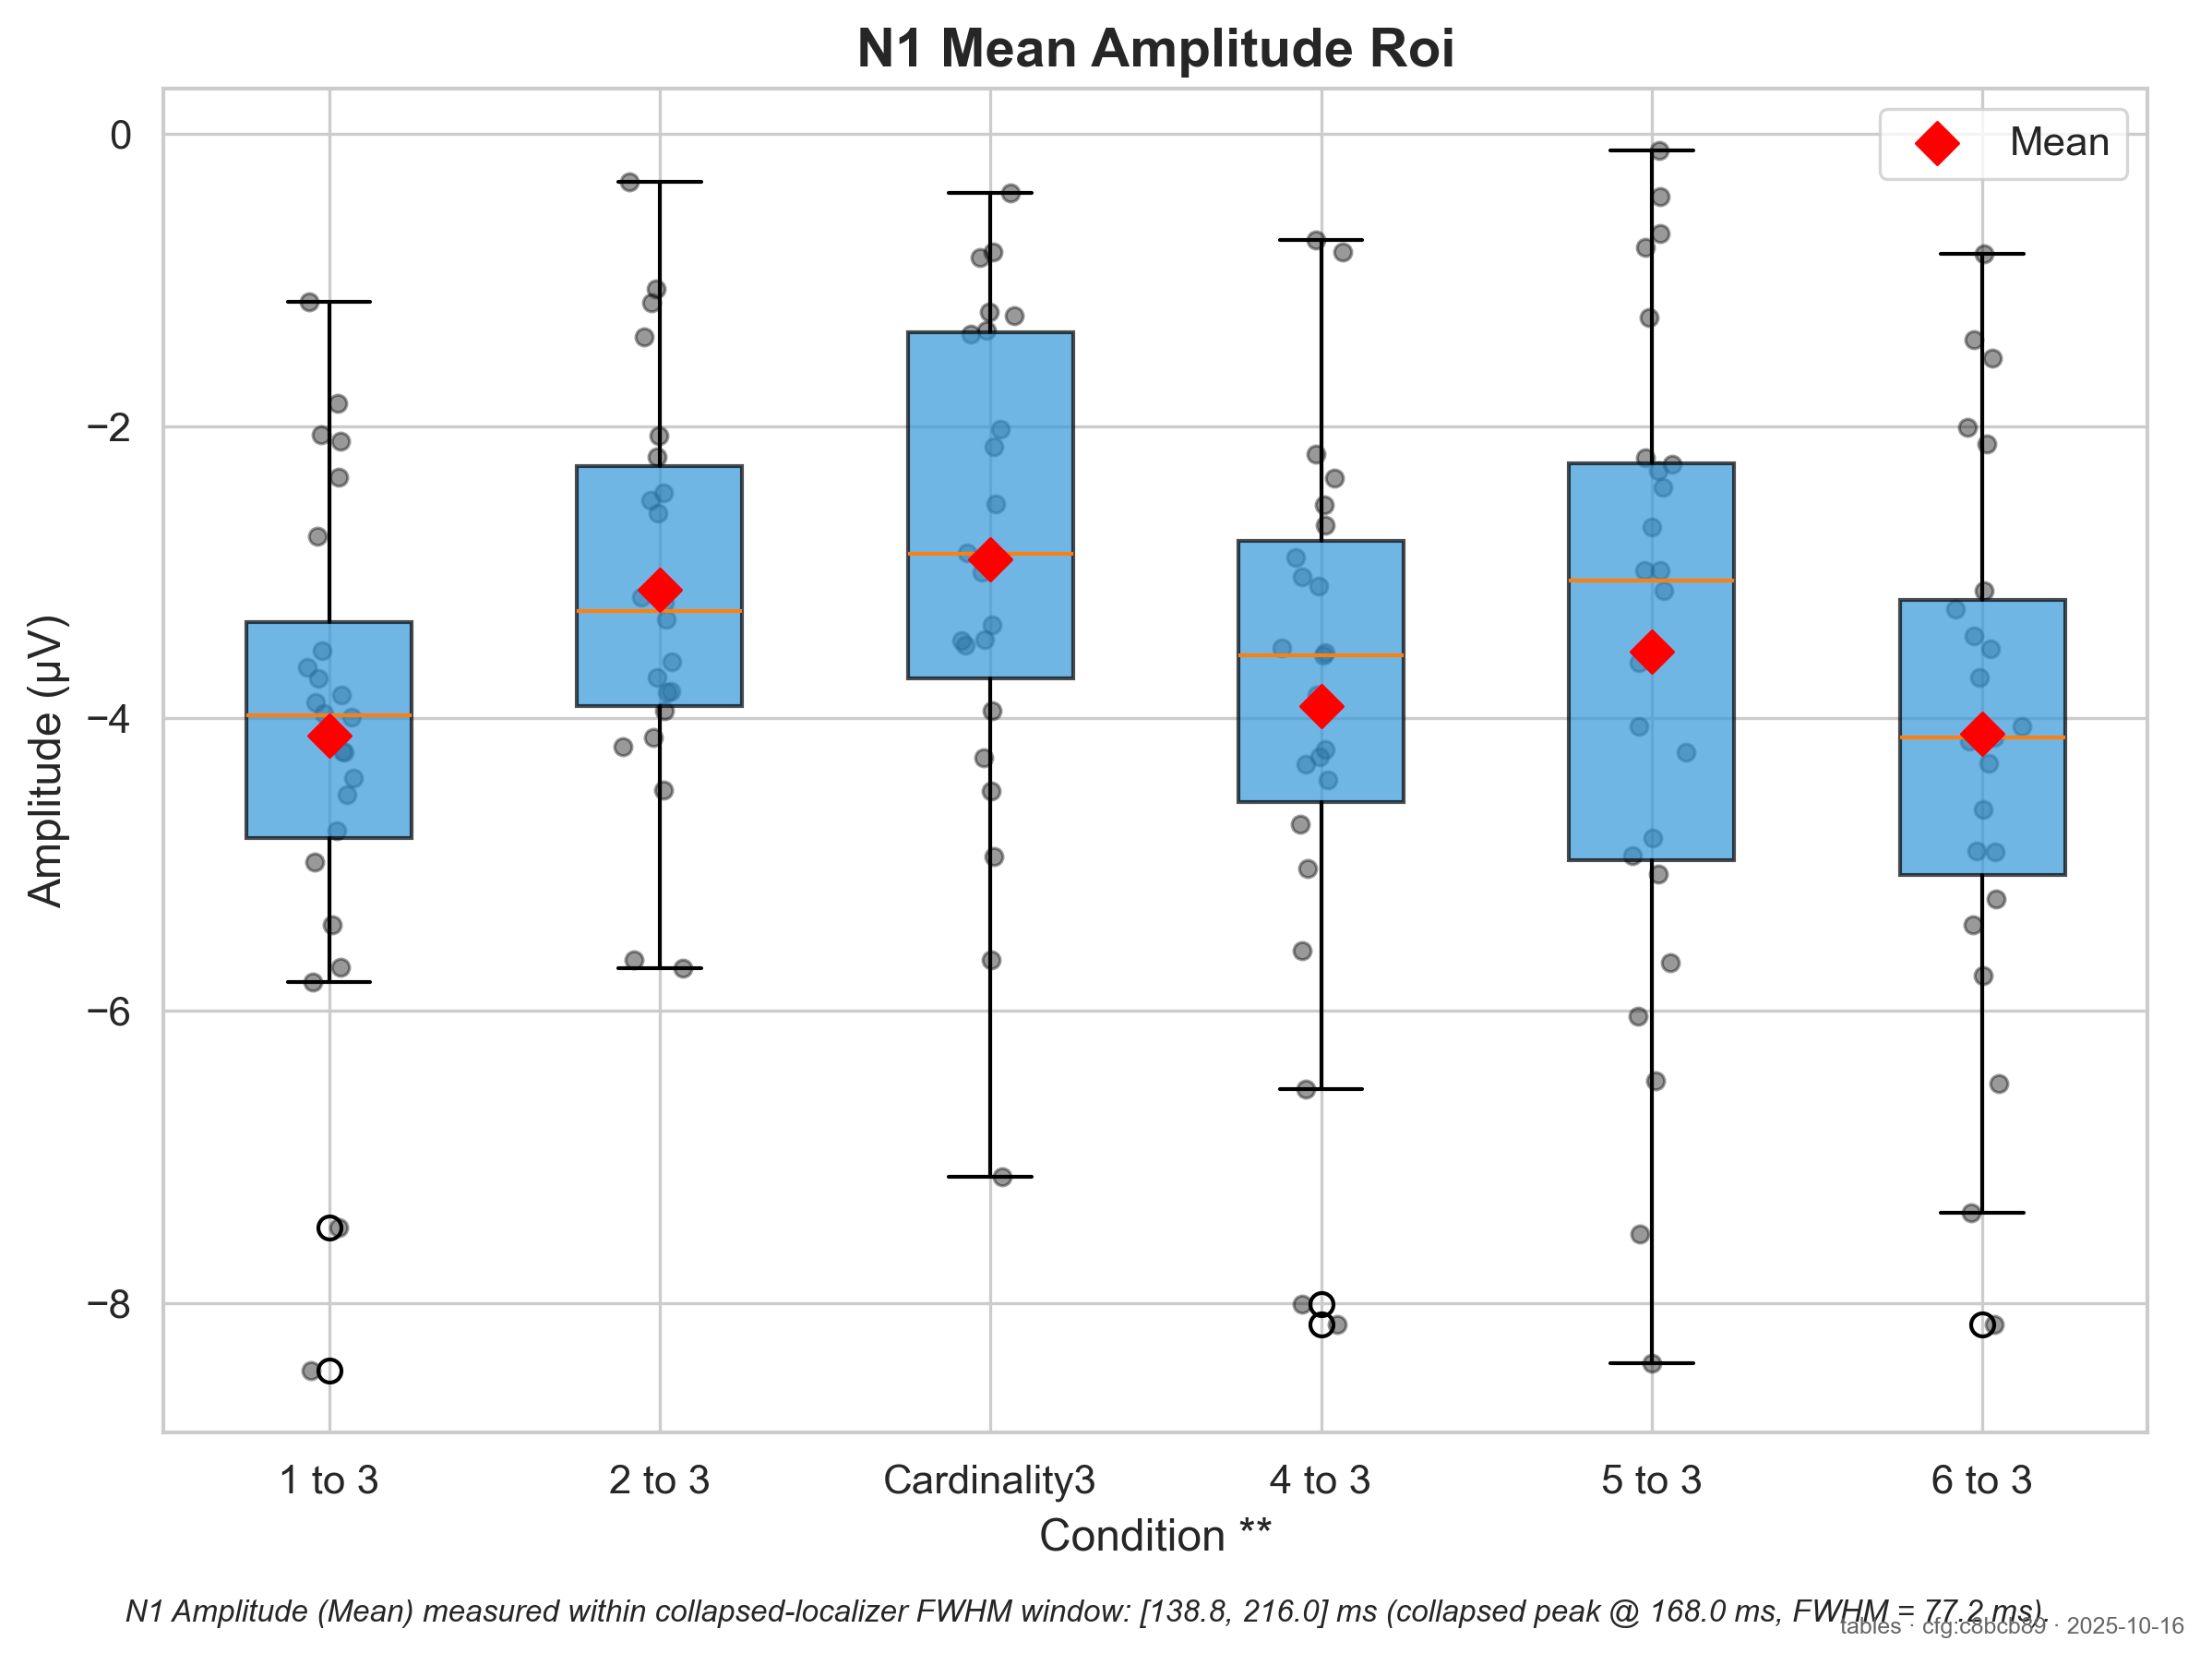 N1 Mean Amplitude Roi
Mean
0
−2
−4
−6
−8
Amplitude (µV)
1 to 3
2 to 3
Cardinality3
4 to 3
5 to 3
6 to 3
Condition **
N1 Amplitude (Mean) measured within collapsed-localizer FWHM window: [138.8, 216.0] ms (collapsed peak @ 168.0 ms, FWHM = 77.2 ms).
tables · cfg:c8bcb89 · 2025-10-16